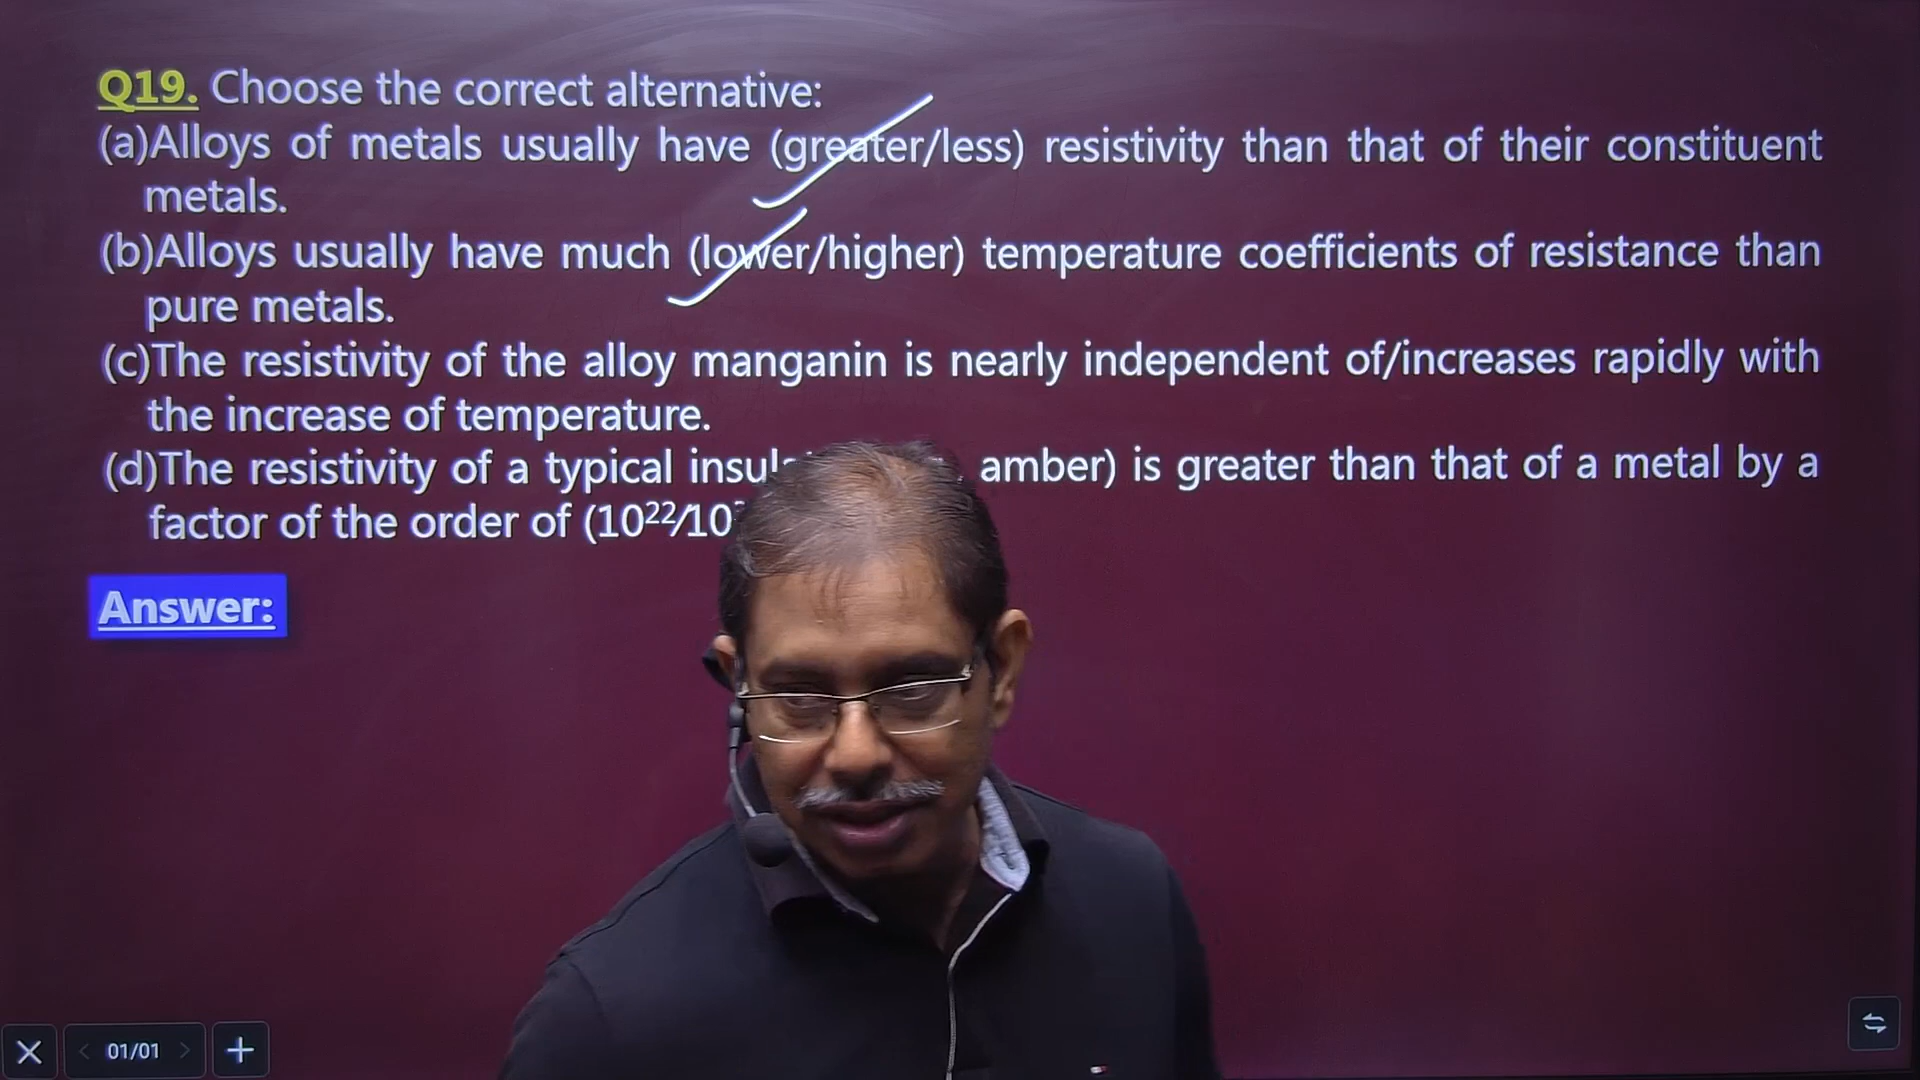 Q19. Choose the correct alternative:
(a)Alloys of metals usually have (greater/less) resistivity than that of their constituent
metals.
(b)Alloys usually have much (lower/higher) temperature coefficients of resistance than
pure metals.
(c)The resistivity of the alloy manganin is nearly independent of/increases rapidly with
the increase of temperature.
(d)The resistivity of a typical amber) is greater than that of a metal by a
factor of the order of (10²²/10
Answer:
01/01